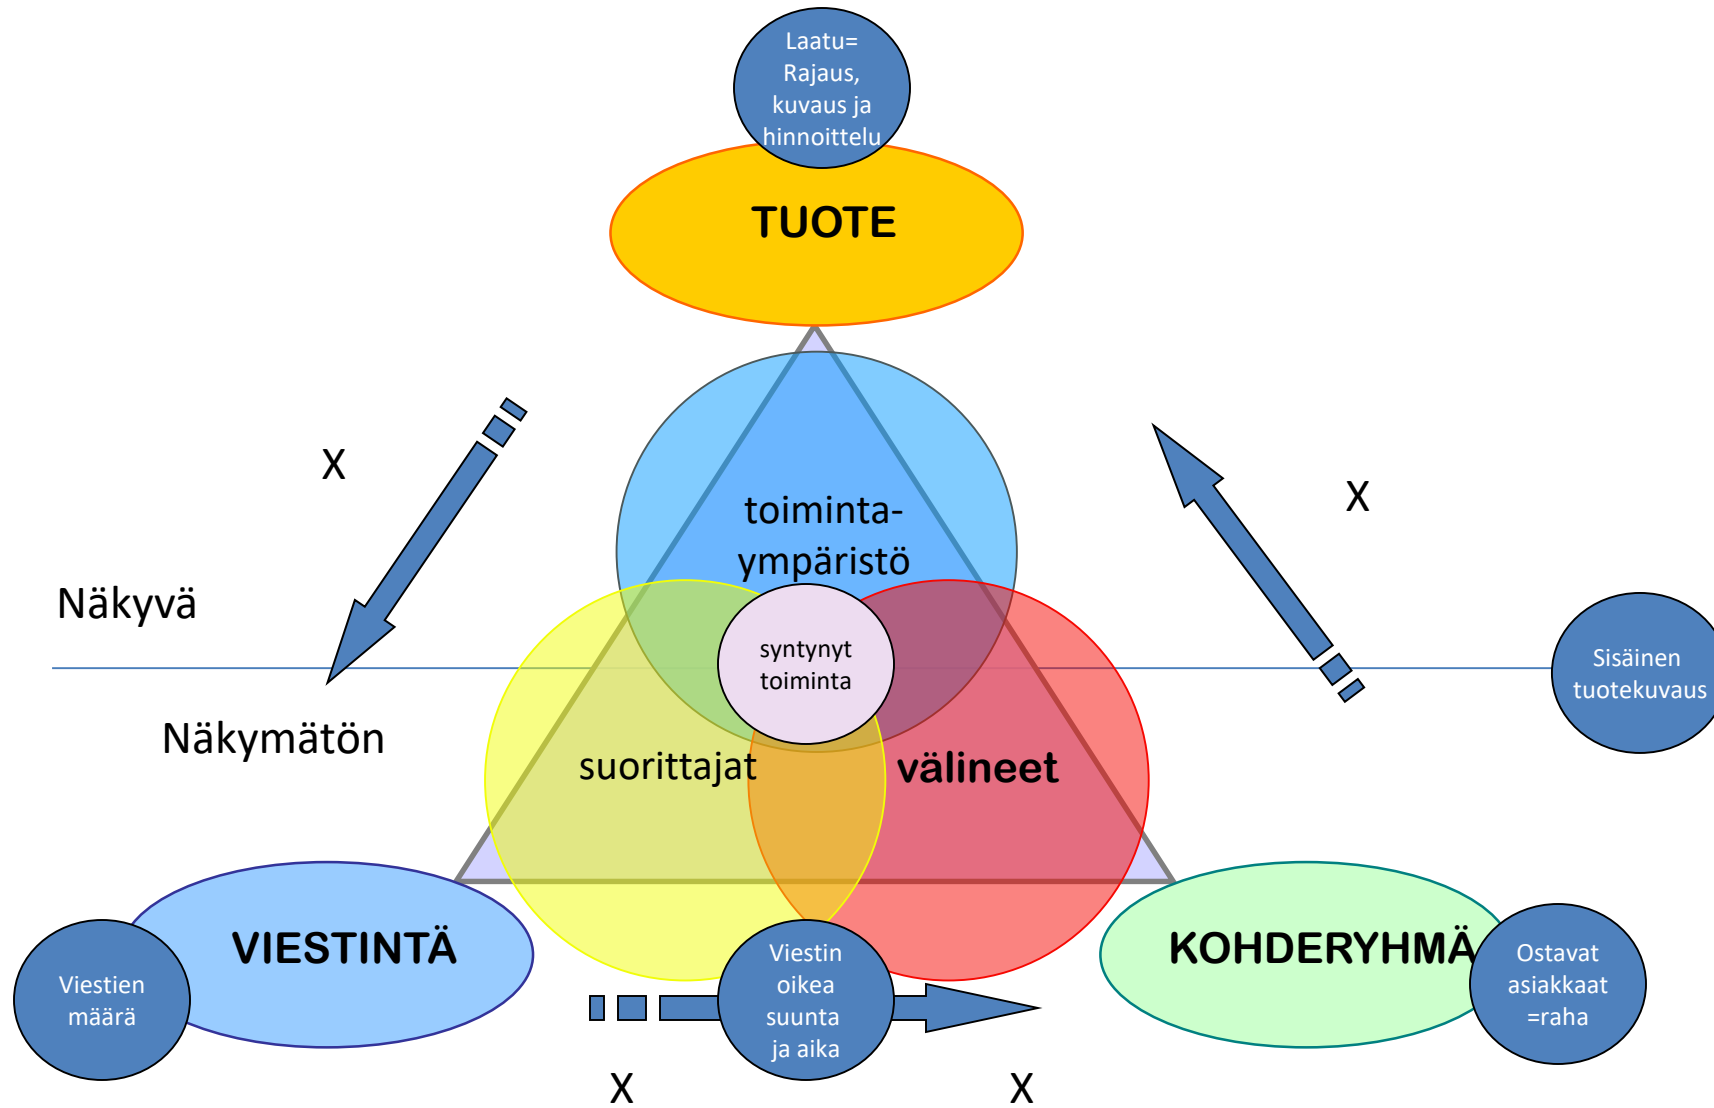 Laatu=
Rajaus,
kuvaus ja
hinnoittelu
TUOTE
X
X
toiminta-
ympäristö
Näkyvä
syntynyt
toiminta
Sisäinen
tuotekuvaus
Näkymätön
suorittajat
välineet
VIESTINTÄ
KOHDERYHMÄ
Viestien
määrä
Viestin
oikea
suunta
ja aika
Ostavat
asiakkaat
=raha
X
X